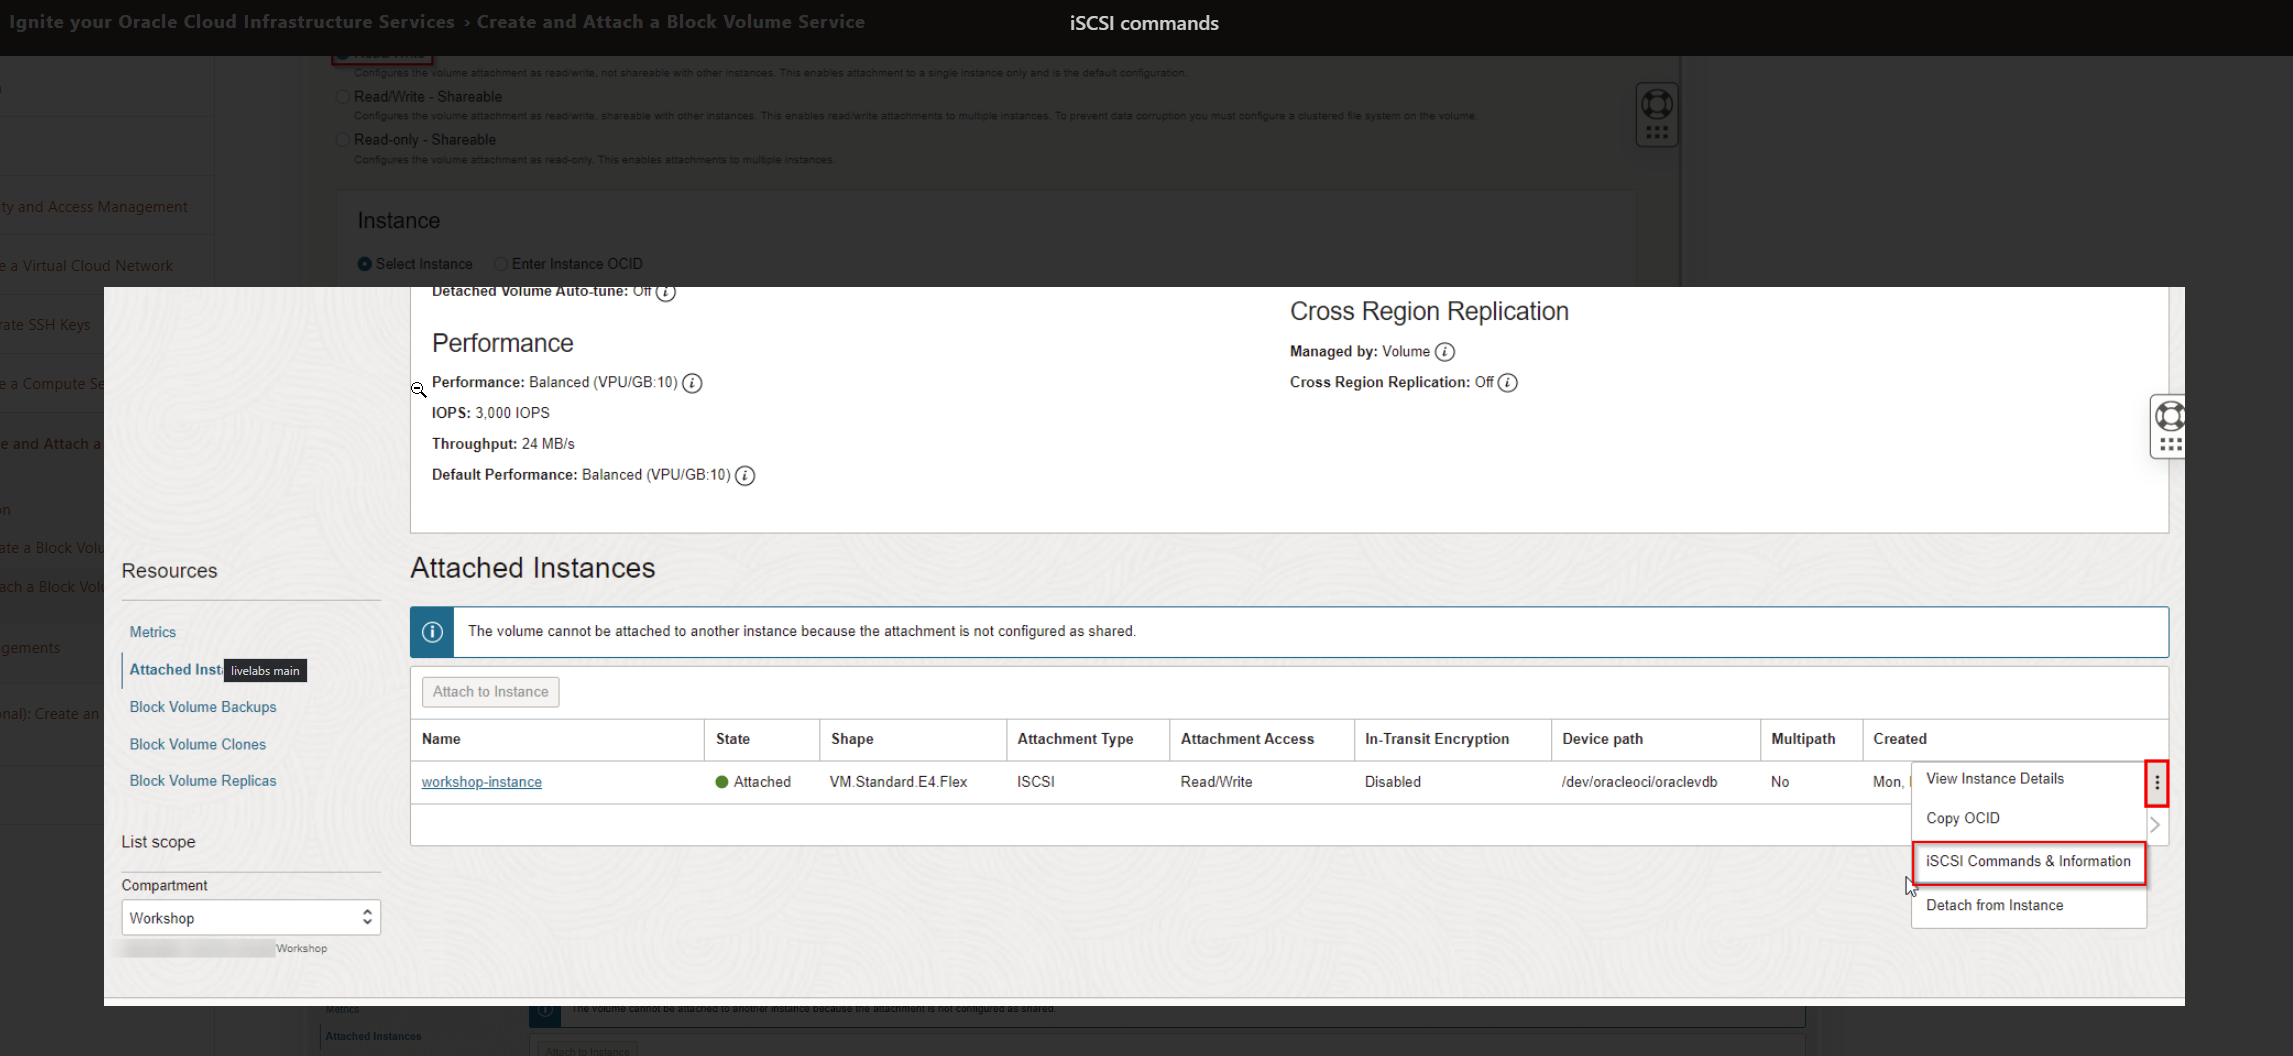 Ignite your Oracle Cloud Infrastructure Services › Create and Attach a Block Volume Service
iSCSI commands
Configures the volume attachment as read/write, not shareable with other instances. This enables attachment to a single instance only and is the default configuration.
Read/Write - Shareable
Configures the volume attachment as read/write, shareable with other instances. This enables read/write attachments to multiple instances. To prevent data corruption you must configure a clustered file system on the volume.
Read-only - Shareable
Configures the volume attachment as read-only. This enables attachments to multiple instances.
ty and Access Management
Instance
e a Virtual Cloud Network
Select Instance
Enter Instance OCID
rate SSH Keys
e a Compute Se
e and Attach a
on
ate a Block Volu
ach a Block Volu
gements
onal): Create an
Detached Volume Auto-tune: Off
Performance
Performance: Balanced (VPU/GB:10)
IOPS: 3,000 IOPS
Throughput: 24 MB/s
Default Performance: Balanced (VPU/GB:10)
Cross Region Replication
Managed by: Volume
Cross Region Replication: Off
Resources
Metrics
Attached Inst
livelabs main
Block Volume Backups
Block Volume Clones
Block Volume Replicas
List scope
Compartment
Workshop
/Workshop
Attached Instances
The volume cannot be attached to another instance because the attachment is not configured as shared.
Attach to Instance
Name State Shape Attachment Type Attachment Access In-Transit Encryption Device path Multipath Created
workshop-instance Attached VM.Standard.E4.Flex ISCSI Read/Write Disabled /dev/oracleoci/oraclevdb No Mon,
View Instance Details
Copy OCID
iSCSI Commands & Information
Detach from Instance
Metrics
The volume cannot be attached to another instance because the attachment is not configured as shared.
Attached Instances
Attach to Instance